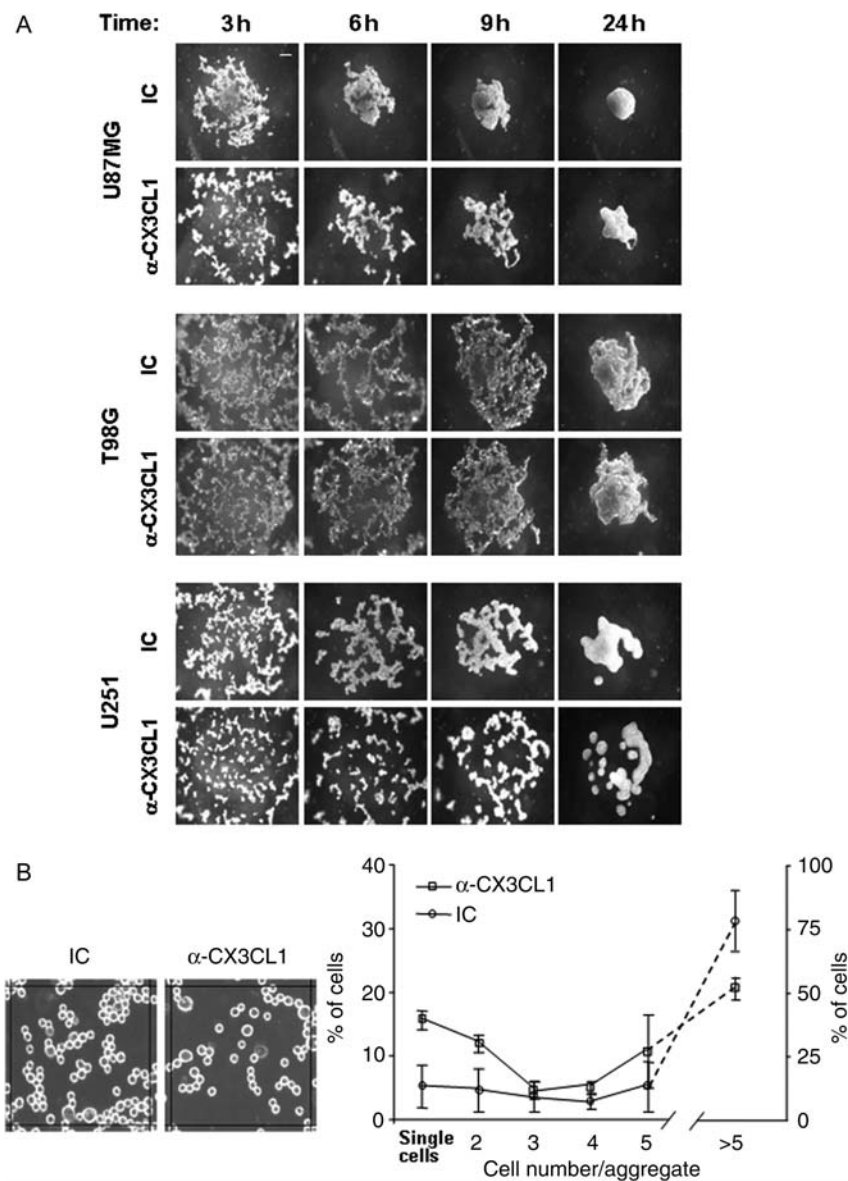 A
Time: 3h 6h 9h 24h
U87MG
IC
α-CX3CL1
T98G
IC
α-CX3CL1
U251
IC
α-CX3CL1
B
IC α-CX3CL1
% of cells
40
30
20
10
0
α-CX3CL1
IC
100
75
50
25
0
% of cells
Single cells 2 3 4 5 >5
Cell number/aggregate